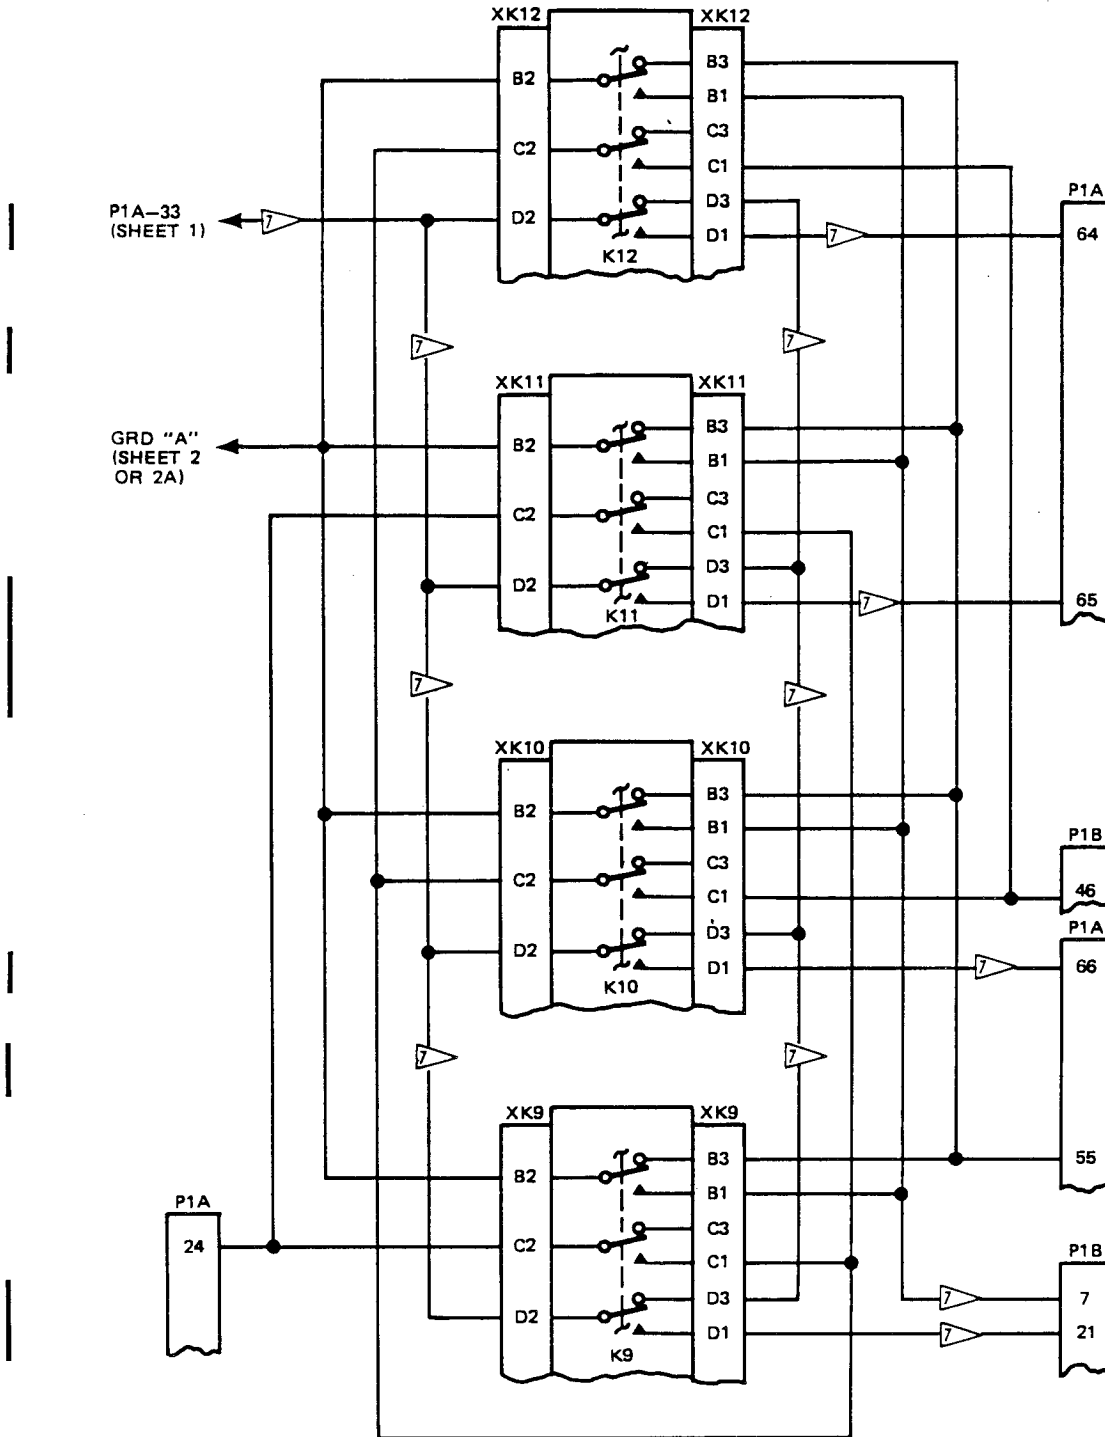 XK12 XK12
B2 B3
B1
C2 C3
C1
P1A-33
(SHEET 1)
7
D2 D3
D1
K12
7
P1A
64
7
7
XK11 XK11
GRD "A"
(SHEET 2
OR 2A)
B2 B3
B1
C2 C3
C1
D2 D3
D1
K11
7
65
7
7
XK10 XK10
B2 B3
B1
C2 C3
C1
D2 D3
D1
K10
P1B
46
P1A
7
66
7
7
XK9 XK9
B2 B3
B1
C2 C3
C1
D2 D3
D1
K9
55
P1A
24
P1B
7
7
7
21